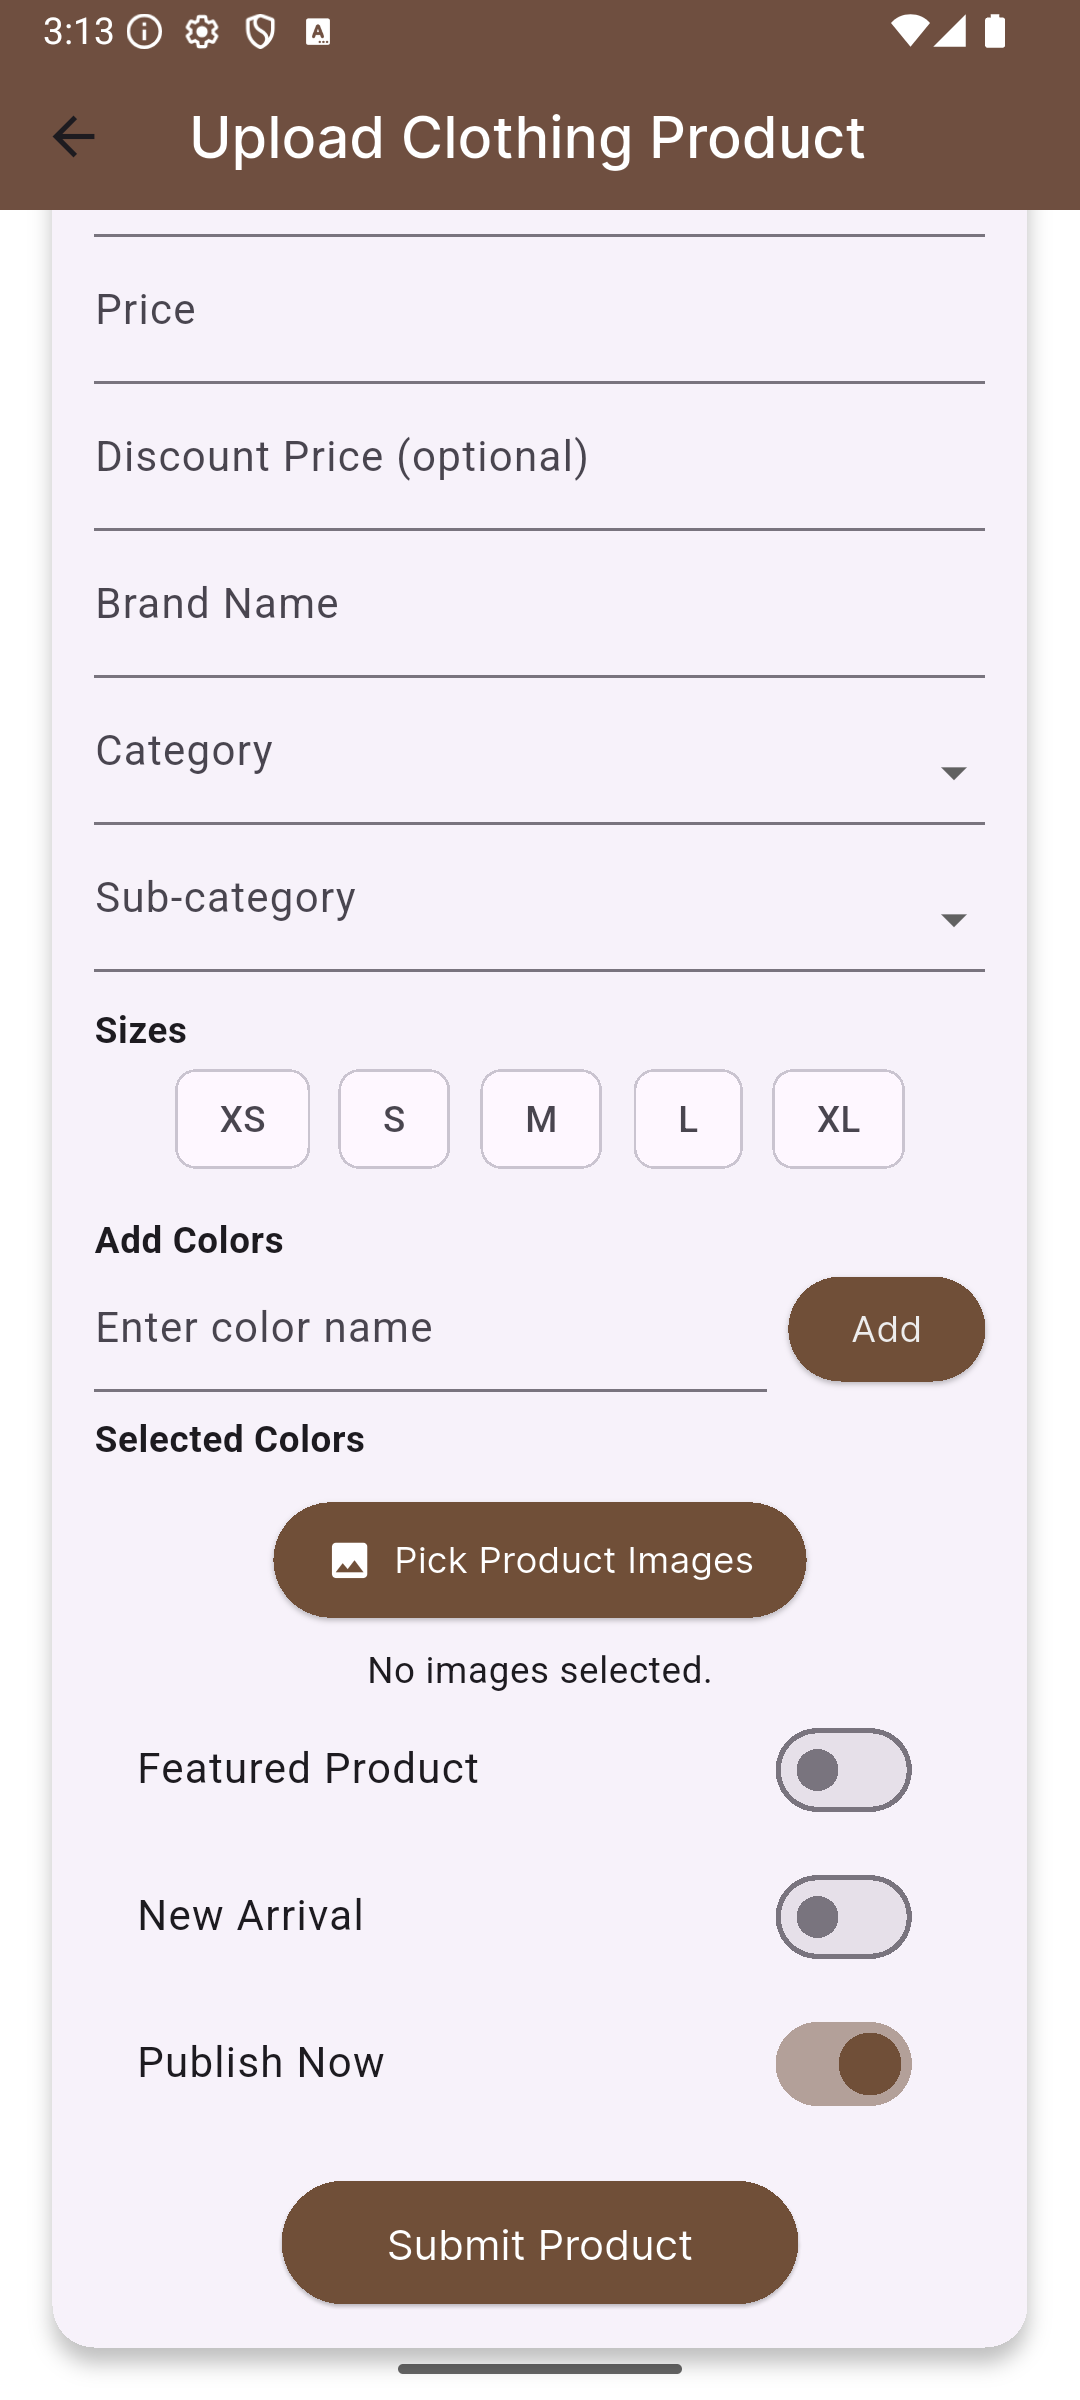 3:13
Upload Clothing Product
Price
Discount Price (optional)
Brand Name
Category
Sub-category
Sizes
XS S M L XL
Add Colors
Enter color name Add
Selected Colors
Pick Product Images
No images selected.
Featured Product
New Arrival
Publish Now
Submit Product